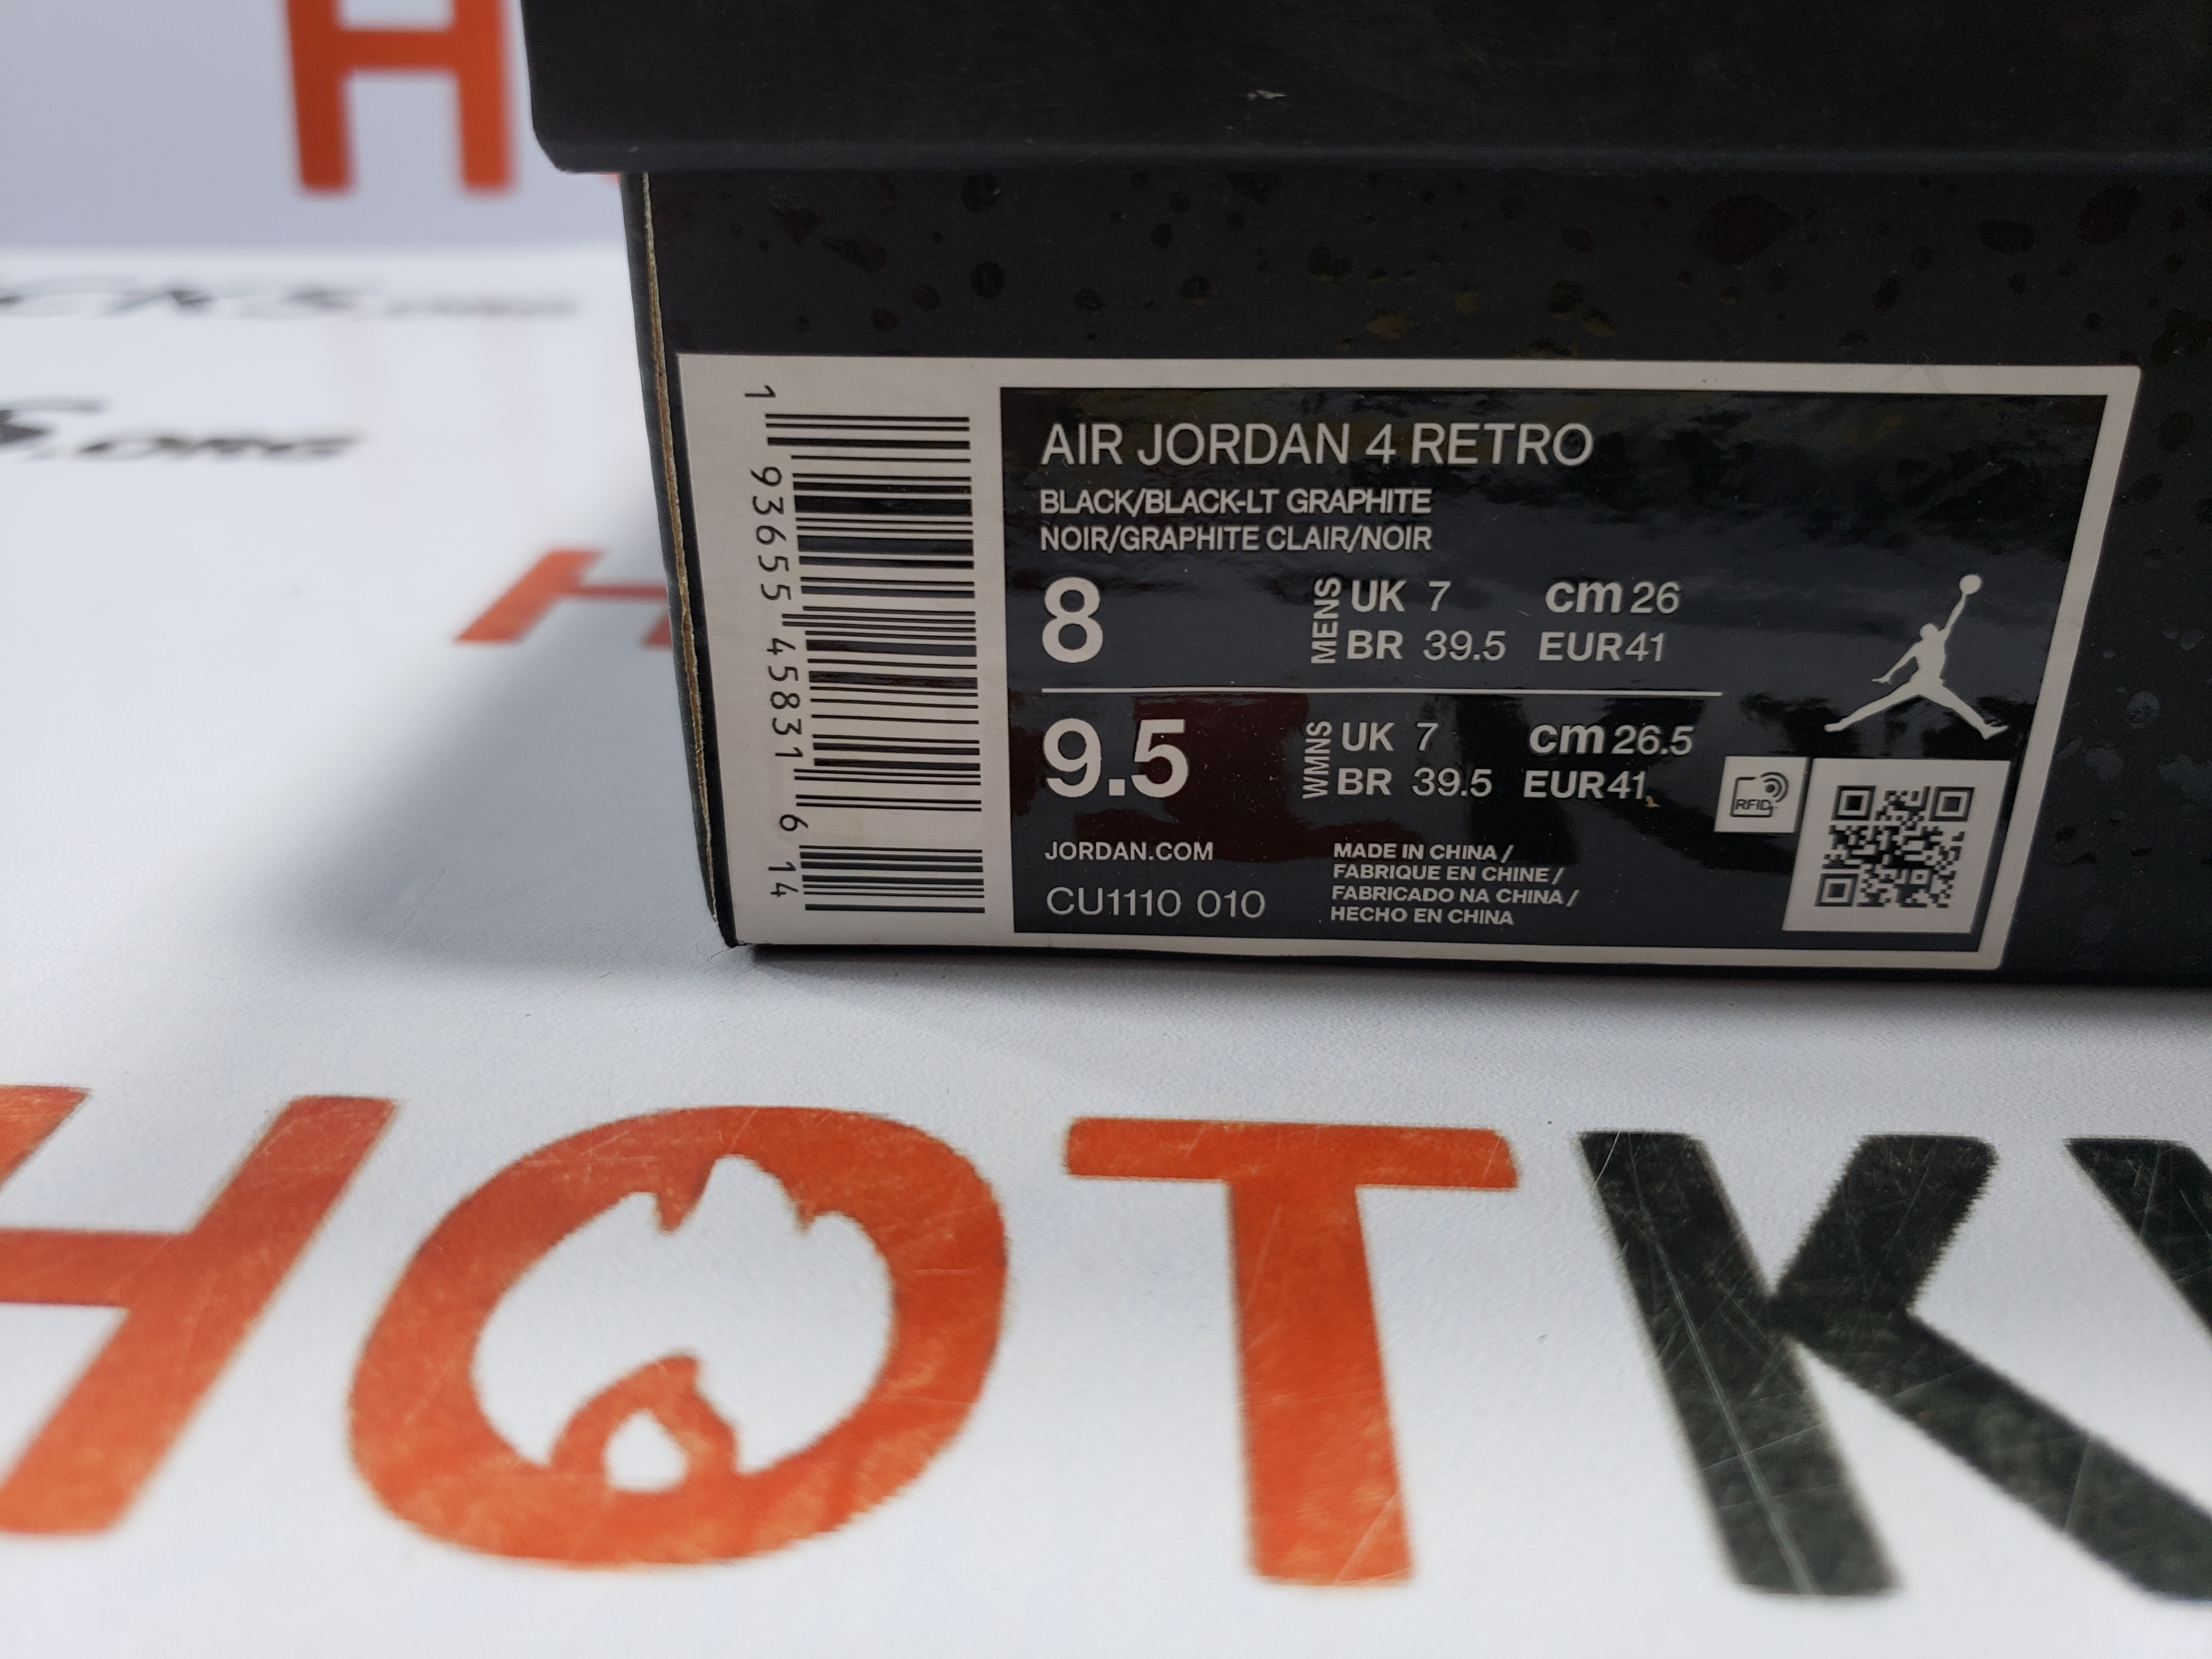 AIR JORDAN 4 RETRO
BLACK/BLACK-LT GRAPHITE
NOIR/GRAPHITE CLAIR/NOIR
8 MENS UK 7 cm 26
BR 39.5 EUR 41
9.5 WMNS UK 7 cm 26.5
BR 39.5 EUR 41
RFID
JORDAN.COM
CU1110 010
MADE IN CHINA /
FABRIQUE EN CHINE /
FABRICADO NA CHINA /
HECHO EN CHINA
1 93655 45831 6 14
H
S.ORG
H
HOTK